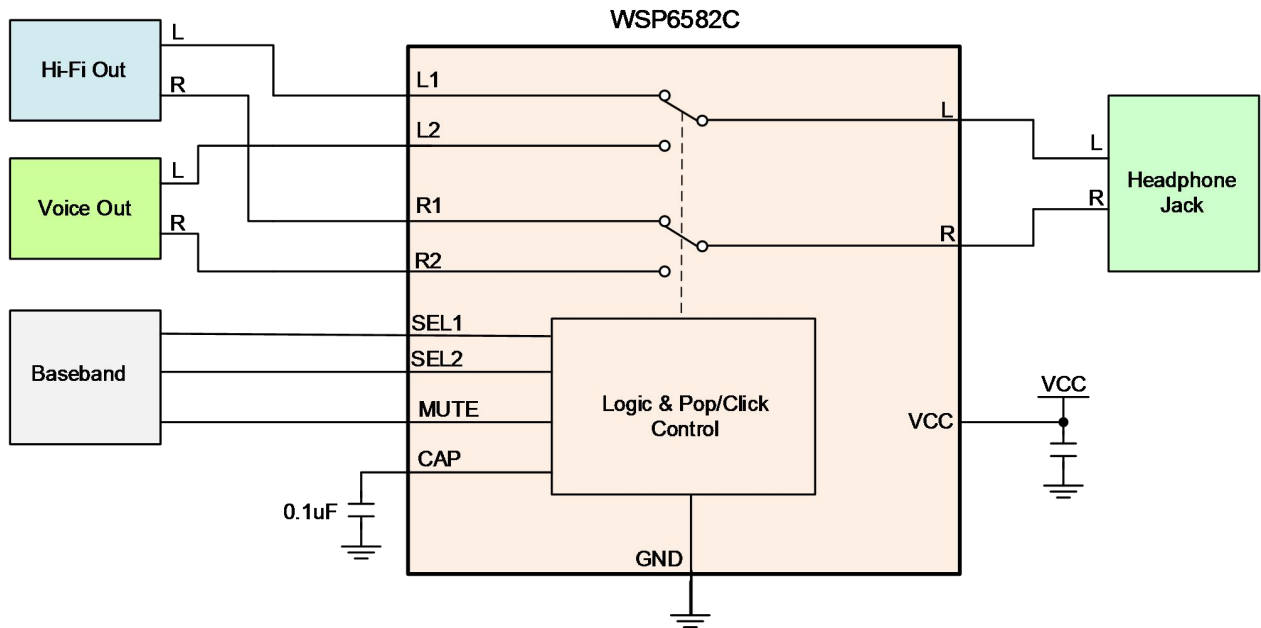 WSP6582C
Hi-Fi Out
L
R
Voice Out
L
R
Baseband
L1
L2
R1
R2
SEL1
SEL2
MUTE
CAP
0.1uF
Logic & Pop/Click
Control
GND
L
R
VCC
VCC
L
R
Headphone
Jack